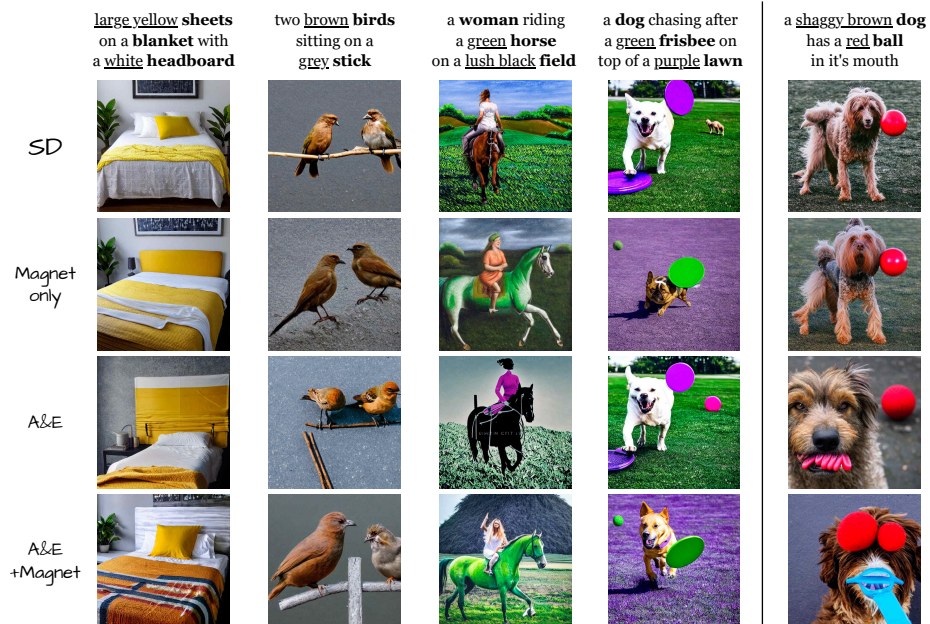 large yellow sheets
on a blanket with
a white headboard
two brown birds
sitting on a
grey stick
a woman riding
a green horse
on a lush black field
a dog chasing after
a green frisbee on
top of a purple lawn
a shaggy brown dog
has a red ball
in it's mouth
SD
Magnet
only
A&E
A&E
+Magnet